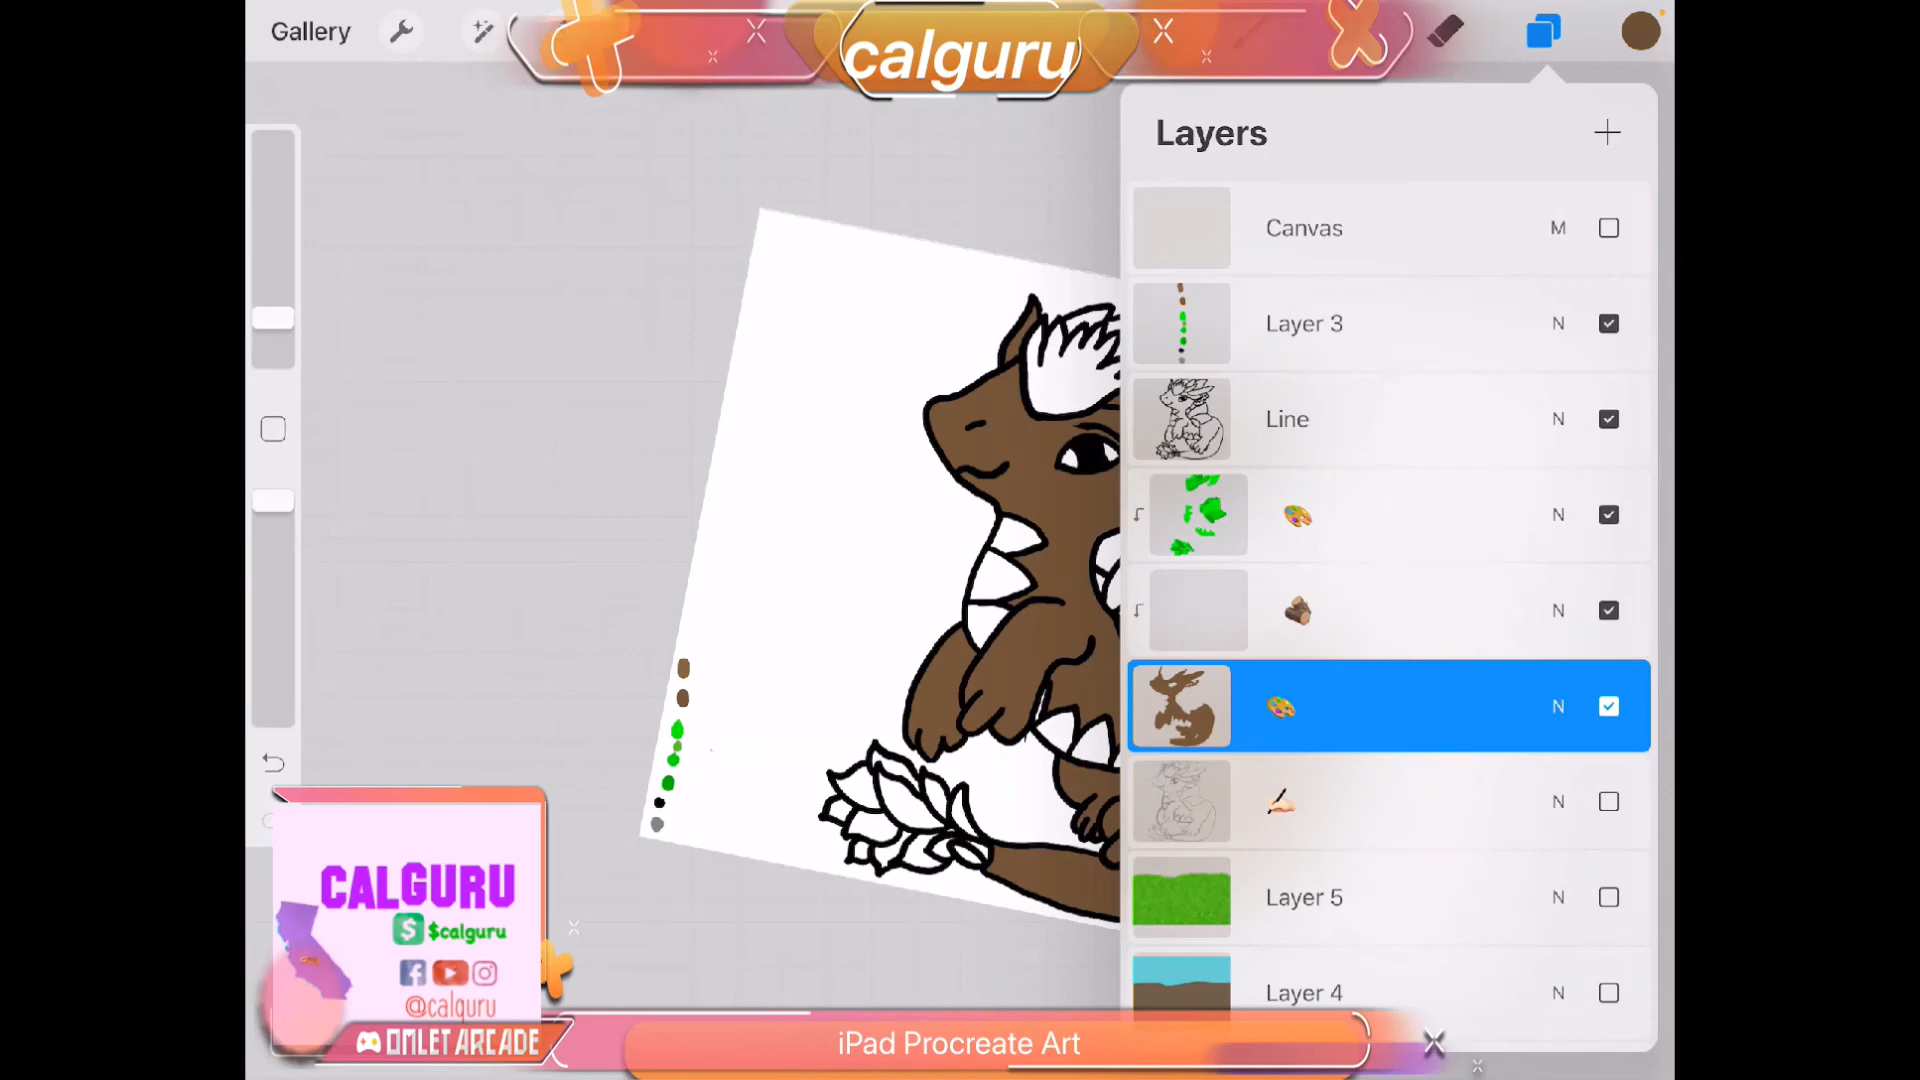 Gallery
calguru
Layers
Canvas M
Layer 3 N
Line N
N
N
N
N
Layer 5 N
Layer 4 N
CALGURU
$ $calguru
@calguru
OMLET ARCADE
iPad Procreate Art